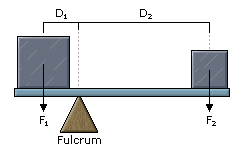 D₁ D₂
F₁ F₂
Fulcrum